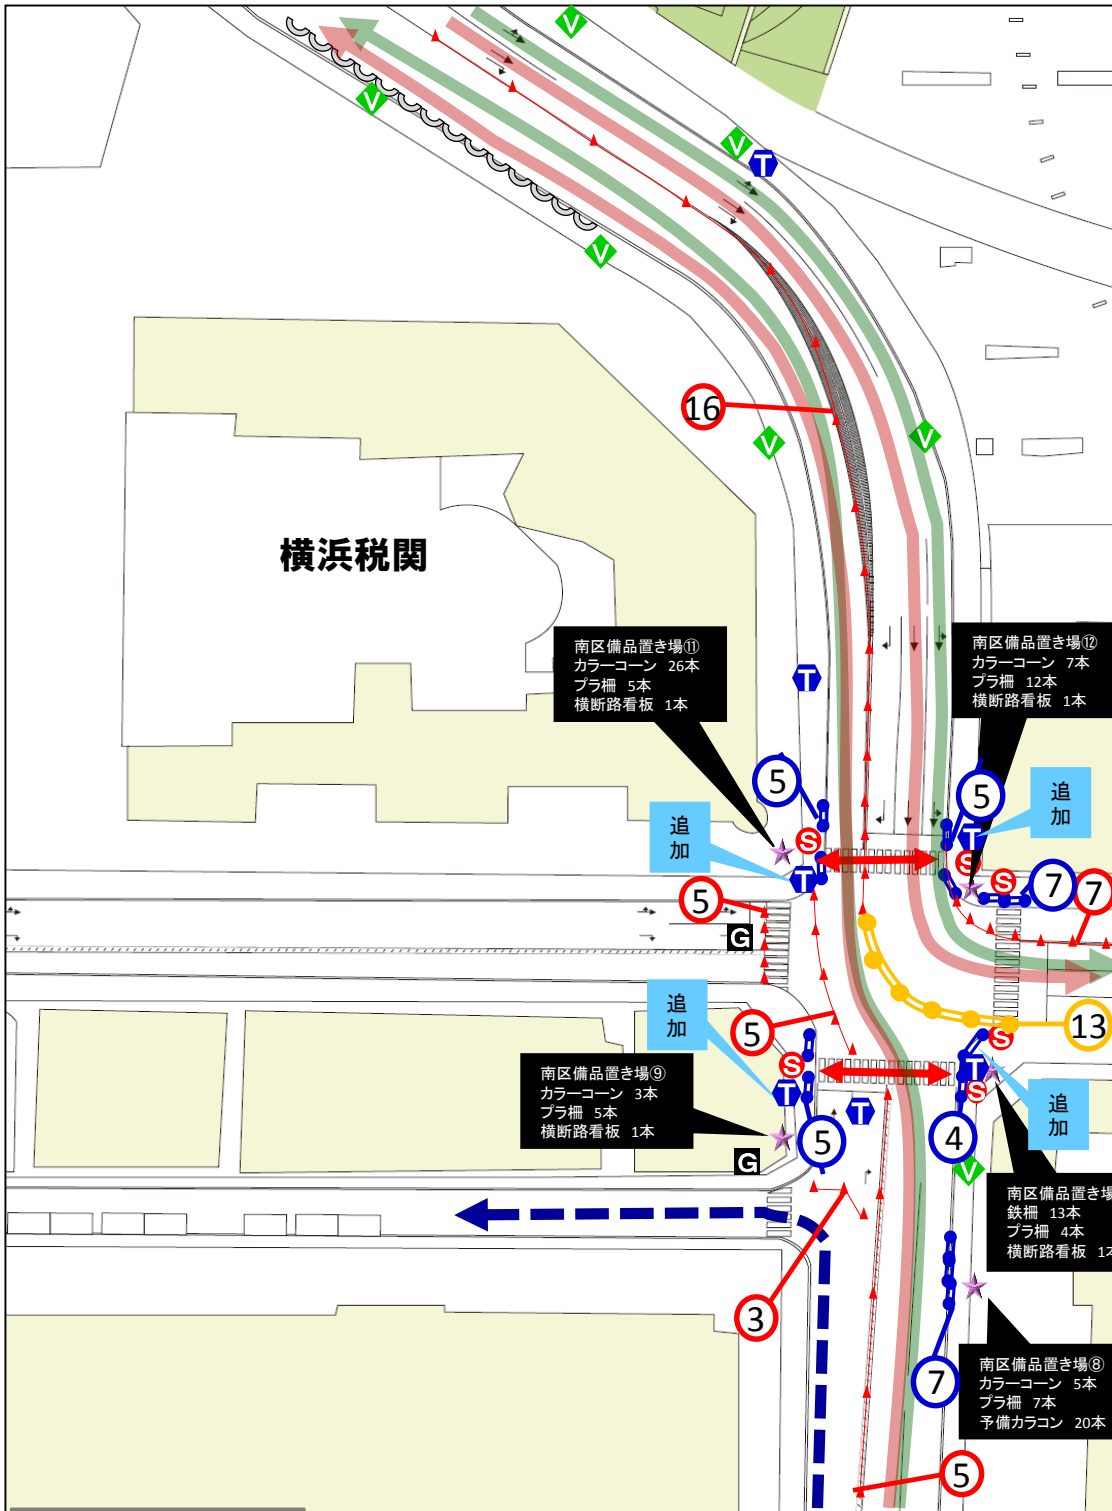 V
V
V
T
V
16
V
V
横浜税関
南区備品置き場⑪
カラーコーン 26本
プラ柵 5本
横断路看板 1本
南区備品置き場⑫
カラーコーン 7本
プラ柵 12本
横断路看板 1本
T
5
5
追
加
追
加
T
S
S
T
S
5
7
7
G
追
加
5
13
S
S
T
T
S
南区備品置き場⑨
カラーコーン 3本
プラ柵 5本
横断路看板 1本
T
追
加
5
4
G
V
南区備品置き場
鉄柵 13本
プラ柵 4本
横断路看板 1本
3
南区備品置き場⑧
カラーコーン 5本
プラ柵 7本
予備カラコン 20本
7
5